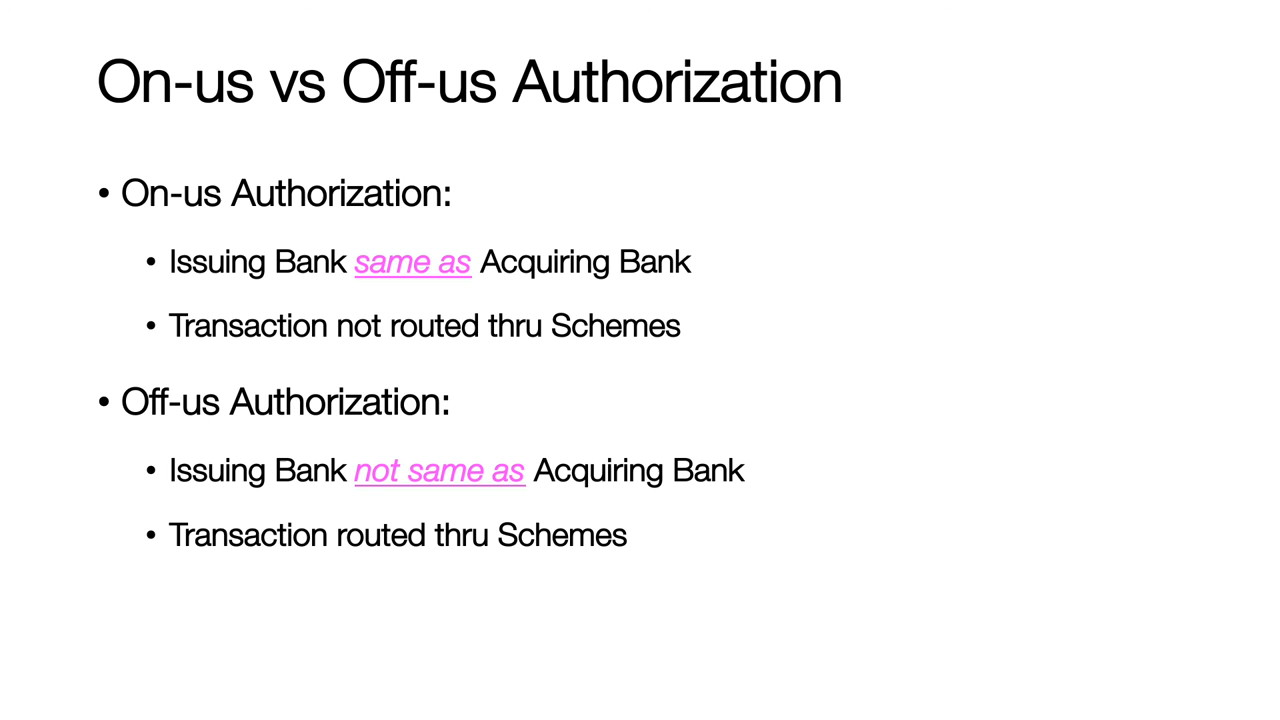 On-us vs Off-us Authorization
• On-us Authorization:
• Issuing Bank same as Acquiring Bank
• Transaction not routed thru Schemes
• Off-us Authorization:
• Issuing Bank not same as Acquiring Bank
• Transaction routed thru Schemes